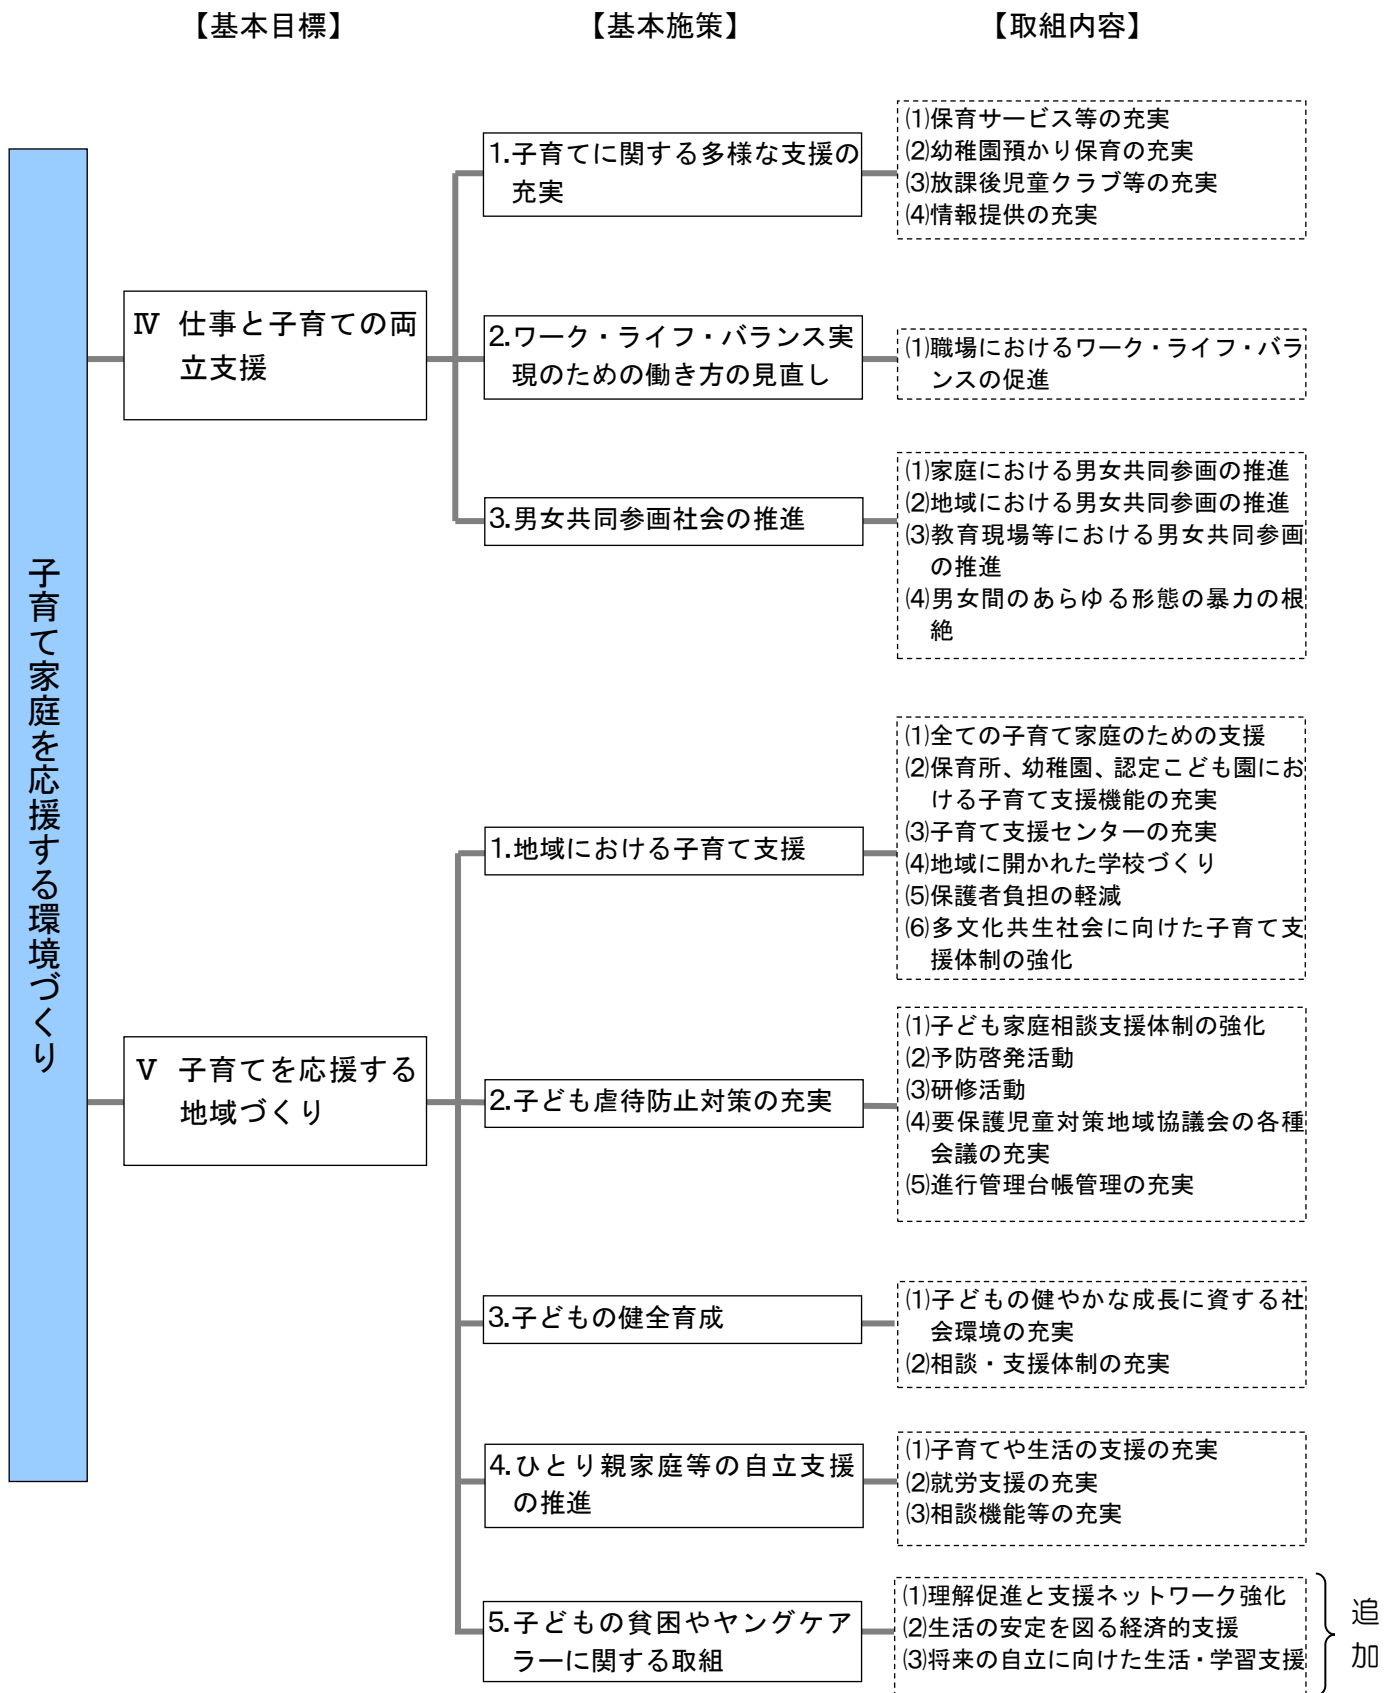 【基本目標】
【基本施策】
【取組内容】
子育て家庭を応援する環境づくり
Ⅳ 仕事と子育ての両
立支援
1.子育てに関する多様な支援の
充実
⑴保育サービス等の充実
⑵幼稚園預かり保育の充実
⑶放課後児童クラブ等の充実
⑷情報提供の充実
2.ワーク・ライフ・バランス実
現のための働き方の見直し
⑴職場におけるワーク・ライフ・バラ
ンスの促進
3.男女共同参画社会の推進
⑴家庭における男女共同参画の推進
⑵地域における男女共同参画の推進
⑶教育現場等における男女共同参画
の推進
⑷男女間のあらゆる形態の暴力の根
絶
Ⅴ 子育てを応援する
地域づくり
1.地域における子育て支援
⑴全ての子育て家庭のための支援
⑵保育所、幼稚園、認定こども園にお
ける子育て支援機能の充実
⑶子育て支援センターの充実
⑷地域に開かれた学校づくり
⑸保護者負担の軽減
⑹多文化共生社会に向けた子育て支
援体制の強化
2.子ども虐待防止対策の充実
⑴子ども家庭相談支援体制の強化
⑵予防啓発活動
⑶研修活動
⑷要保護児童対策地域協議会の各種
会議の充実
⑸進行管理台帳管理の充実
3.子どもの健全育成
⑴子どもの健やかな成長に資する社
会環境の充実
⑵相談・支援体制の充実
4.ひとり親家庭等の自立支援
の推進
⑴子育てや生活の支援の充実
⑵就労支援の充実
⑶相談機能等の充実
5.子どもの貧困やヤングケア
ラーに関する取組
⑴理解促進と支援ネットワーク強化
⑵生活の安定を図る経済的支援
⑶将来の自立に向けた生活・学習支援
追加